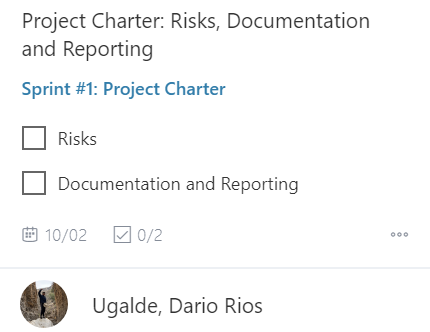 Project Charter: Risks, Documentation
and Reporting
Sprint #1: Project Charter
Risks
Documentation and Reporting
10/02 0/2
Ugalde, Dario Rios